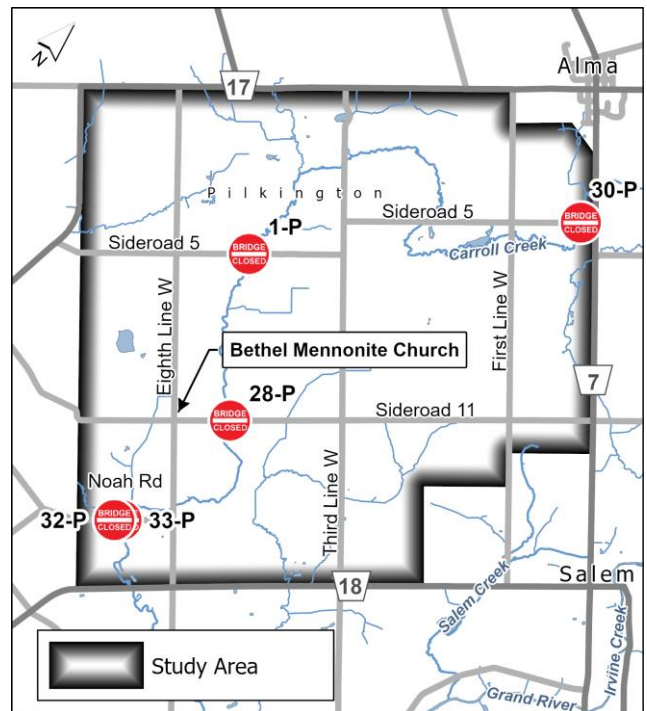 N
17
Alma
Pilkington
30-P
1-P
Sideroad 5
BRIDGE
CLOSED
Sideroad 5
BRIDGE
CLOSED
Carroll Creek
Eighth Line W
First Line W
Bethel Mennonite Church
7
28-P
BRIDGE
CLOSED
Sideroad 11
Noah Rd
Third Line W
32-P
BRIDGE
CLOSED
33-P
18
Salem
Salem Creek
Irvine Creek
Study Area
Grand River